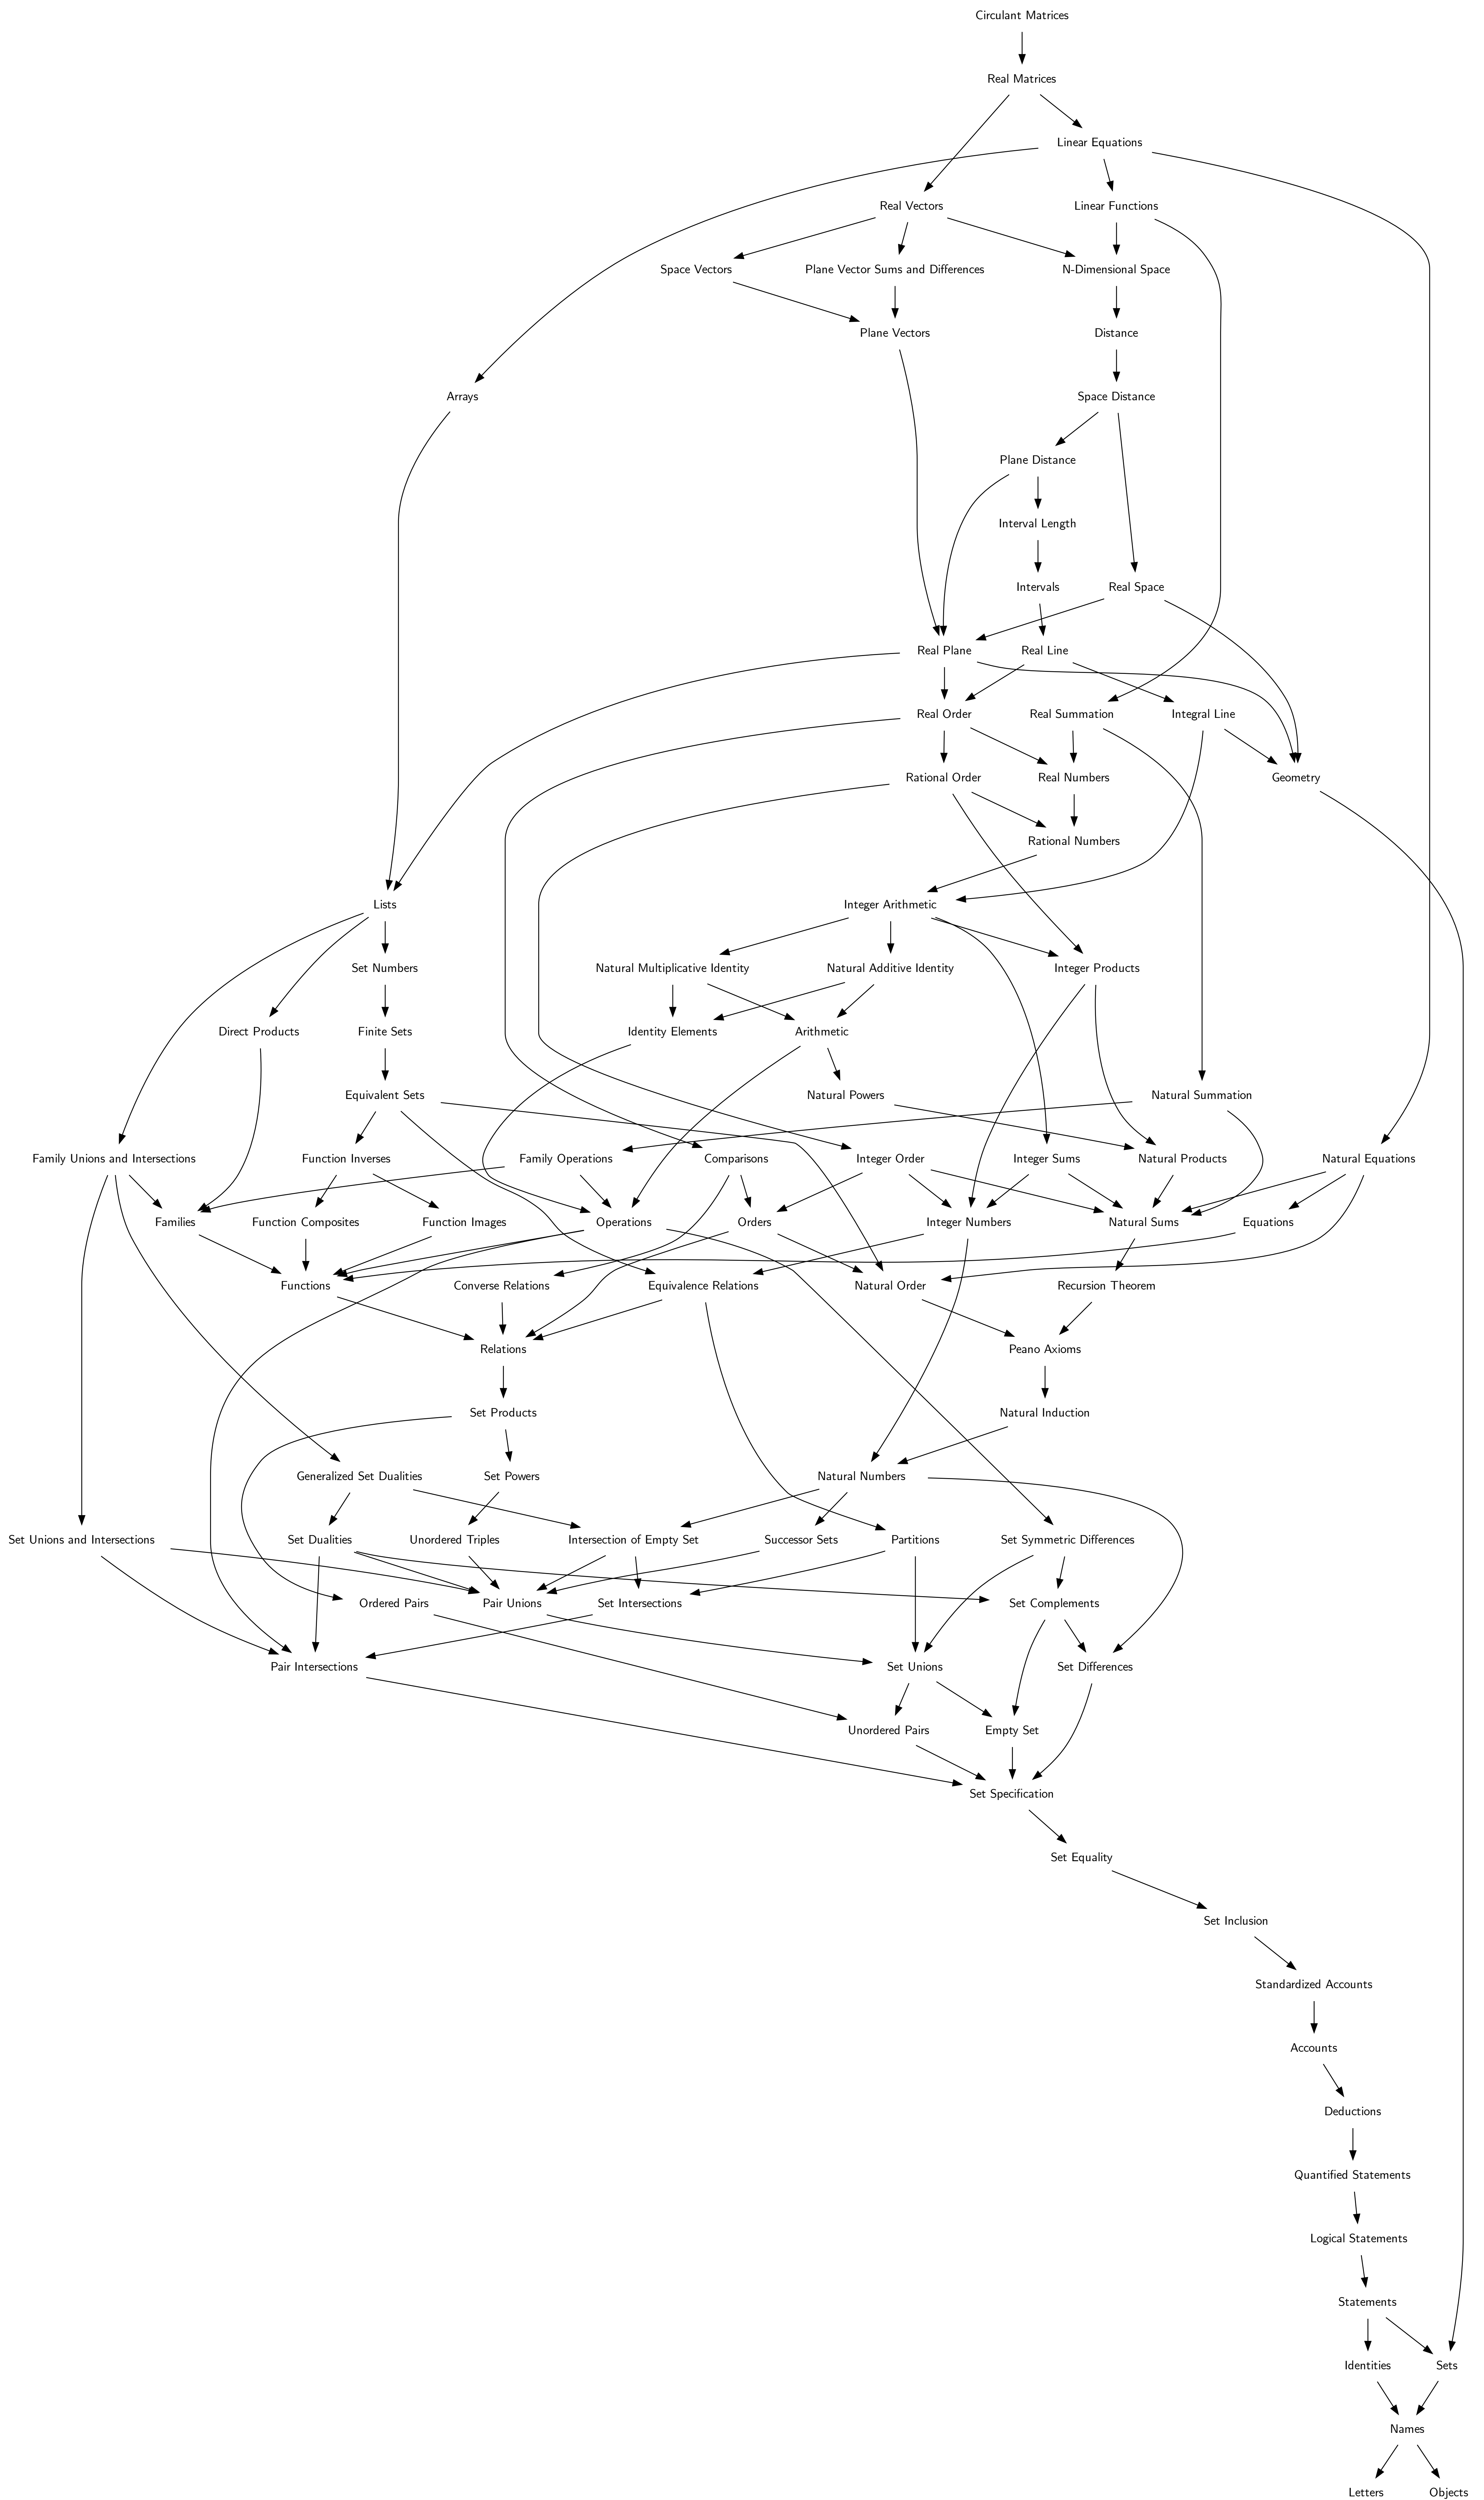 Circulant Matrices
Real Matrices
Linear Equations
Real Vectors
Linear Functions
Space Vectors
Plane Vector Sums and Differences
N-Dimensional Space
Plane Vectors
Distance
Arrays
Space Distance
Plane Distance
Interval Length
Intervals
Real Space
Real Plane
Real Line
Real Order
Real Summation
Integral Line
Rational Order
Real Numbers
Geometry
Rational Numbers
Lists
Integer Arithmetic
Set Numbers
Natural Multiplicative Identity
Natural Additive Identity
Integer Products
Direct Products
Finite Sets
Identity Elements
Arithmetic
Equivalent Sets
Natural Powers
Natural Summation
Family Unions and Intersections
Function Inverses
Family Operations
Comparisons
Integer Order
Integer Sums
Natural Products
Natural Equations
Families
Function Composites
Function Images
Operations
Orders
Integer Numbers
Natural Sums
Equations
Functions
Converse Relations
Equivalence Relations
Natural Order
Recursion Theorem
Relations
Peano Axioms
Set Products
Natural Induction
Generalized Set Dualities
Set Powers
Natural Numbers
Set Unions and Intersections
Set Dualities
Unordered Triples
Intersection of Empty Set
Successor Sets
Partitions
Set Symmetric Differences
Ordered Pairs
Pair Unions
Set Intersections
Set Complements
Pair Intersections
Set Unions
Set Differences
Unordered Pairs
Empty Set
Set Specification
Set Equality
Set Inclusion
Standardized Accounts
Accounts
Deductions
Quantified Statements
Logical Statements
Statements
Identities
Sets
Names
Letters
Objects